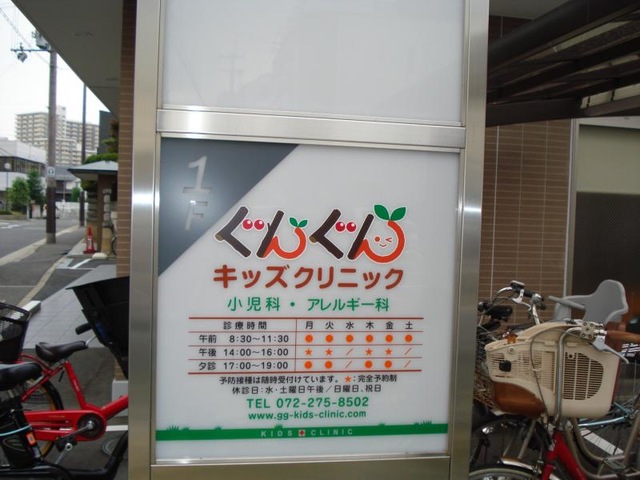 1F
ぐんぐん
キッズクリニック
小児科・アレルギー科
診療時間 月 火 水 木 金 土
午前 8:30~11:30 ● ● ● ● ● ●
午後 14:00~16:00 ★ ★ / ★ ★ /
夕診 17:00~19:00 ● ● / ● ● /
予防接種は随時受付けています。★:完全予約制
休診日:水・土曜日午後/日曜日、祝日
TEL 072-275-8502
www.gg-kids-clinic.com
KIDS CLINIC